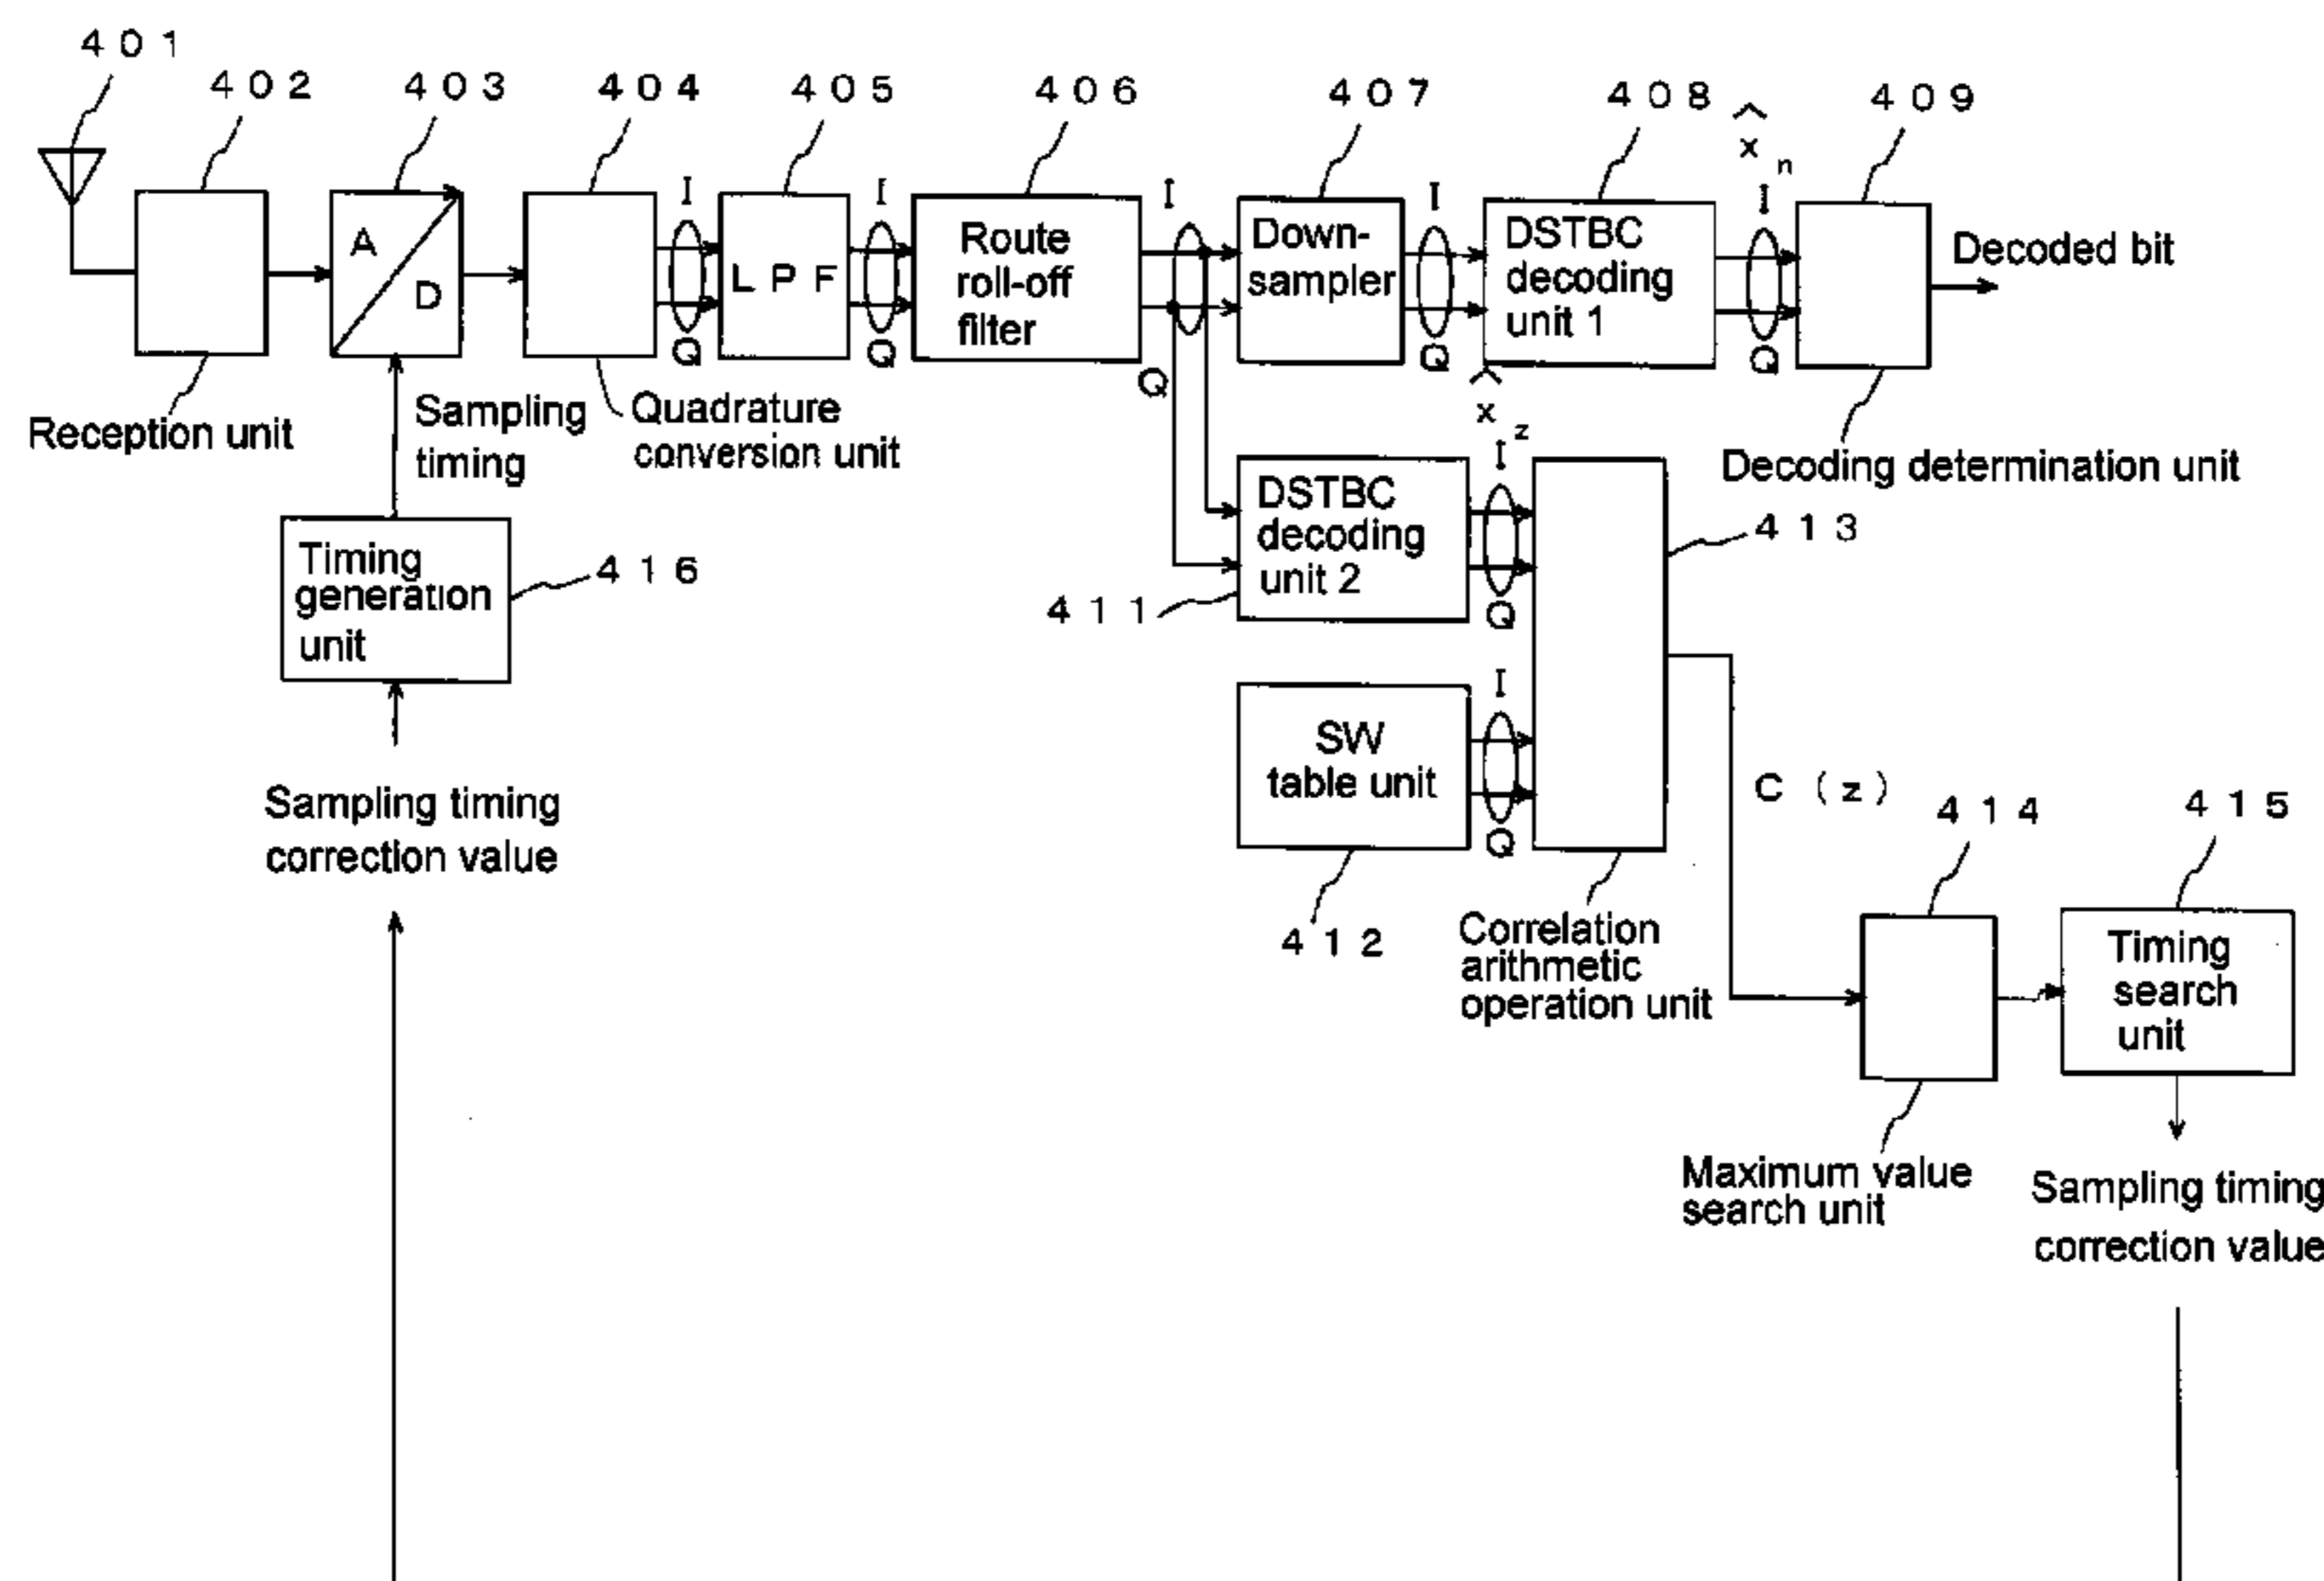 401
402
403
404
405
406
407
408
x̂n
409
I
I
I
I
I
A
D
L P F
Route
roll-off
filter
Down-
sampler
DSTBC
decoding
unit 1
Decoded bit
Q
Q
Q
Q
Q
Reception unit
Sampling
timing
Quadrature
conversion unit
x̂z
I
Decoding determination unit
DSTBC
decoding
unit 2
413
Timing
generation
unit
416
411
Q
I
SW
table unit
Q
Sampling timing
correction value
C (z)
414
415
412
Correlation
arithmetic
operation unit
Timing
search
unit
Maximum value
search unit
Sampling timing
correction value